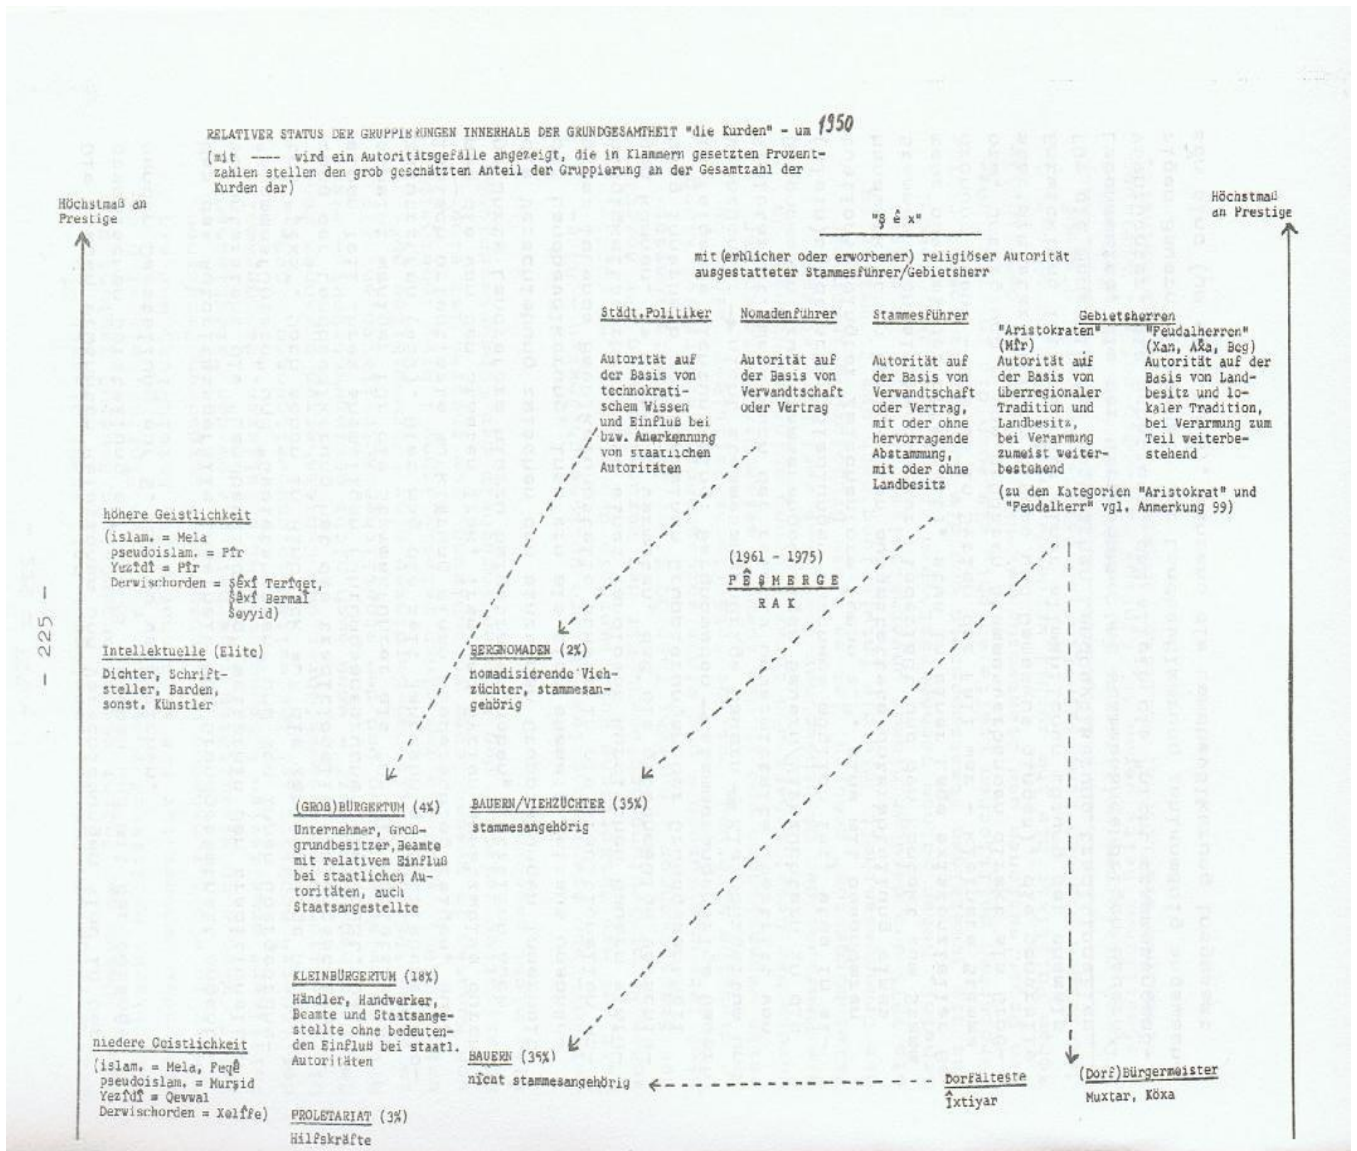 RELATIVER STATUS DER GRUPPIERUNGEN INNERHALB DER GRUNDGESAMTHEIT "die Kurden" - um 1950
(mit ---- wird ein Autoritätsgefälle angezeigt, die in Klammern gesetzten Prozent-
zahlen stellen den grob geschätzten Anteil der Gruppierung an der Gesamtzahl der
Kurden dar)
Höchstmaß an
Prestige
Höchstmaß
an Prestige
"Ş ê x"
mit (erblicher oder erworbener) religiöser Autorität
ausgestatteter Stammesführer/Gebietsherr
Städt.Politiker
Autorität auf
der Basis von
technokrati-
schem Wissen
und Einfluß bei
bzw. Anerkennung
von staatlichen
Autoritäten
Nomadenführer
Autorität auf
der Basis von
Verwandtschaft
oder Vertrag
Stammesführer
Autorität auf
der Basis von
Verwandtschaft
oder Vertrag,
mit oder ohne
hervorragende
Abstammung,
mit oder ohne
Landbesitz
Gebietsherren
"Aristokraten"
(Mîr)
Autorität auf
der Basis von
überregionaler
Tradition und
Landbesitz,
bei Verarmung
zumeist weiter-
bestehend
"Feudalherren"
(Xan, Axa, Beg)
Autorität auf der
Basis von Land-
besitz und lo-
kaler Tradition,
bei Verarmung zum
Teil weiterbe-
stehend
(zu den Kategorien "Aristokrat" und
"Feudalherr" vgl. Anmerkung 99)
höhere Geistlichkeit
(islam. = Mela
pseudoislam. = Pîr
Yezîdî = Pîr
Derwischorden = Şêxî Terîqet,
Şêxî Bermal
Seyyid)
(1961 - 1975)
P Ê Ş M E R G E
R A K
- 225 -
Intellektuelle (Elite)
Dichter, Schrift-
steller, Barden,
sonst. Künstler
BERGNOMADEN (2%)
nomadisierende Vieh-
züchter, stammesan-
gehörig
(GROß)BÜRGERTUM (4%)
Unternehmer, Groß-
grundbesitzer,Beamte
mit relativem Einfluß
bei staatlichen Au-
toritäten, auch
Staatsangestellte
BAUERN/VIEHZÜCHTER (35%)
stammesangehörig
KLEINBÜRGERTUM (18%)
Händler, Handwerker,
Beamte und Staatsange-
stellte ohne bedeuten-
den Einfluß bei staatl.
Autoritäten
niedere Geistlichkeit
(islam. = Mela, Feqê
pseudoislam. = Murşid
Yezîdî = Qewwal
Derwischorden = Xelîfe)
BAUERN (35%)
nicht stammesangehörig
Dorfälteste
Îxtiyar
(Dorf)Bürgermeister
Muxtar, Köxa
PROLETARIAT (3%)
Hilfskräfte